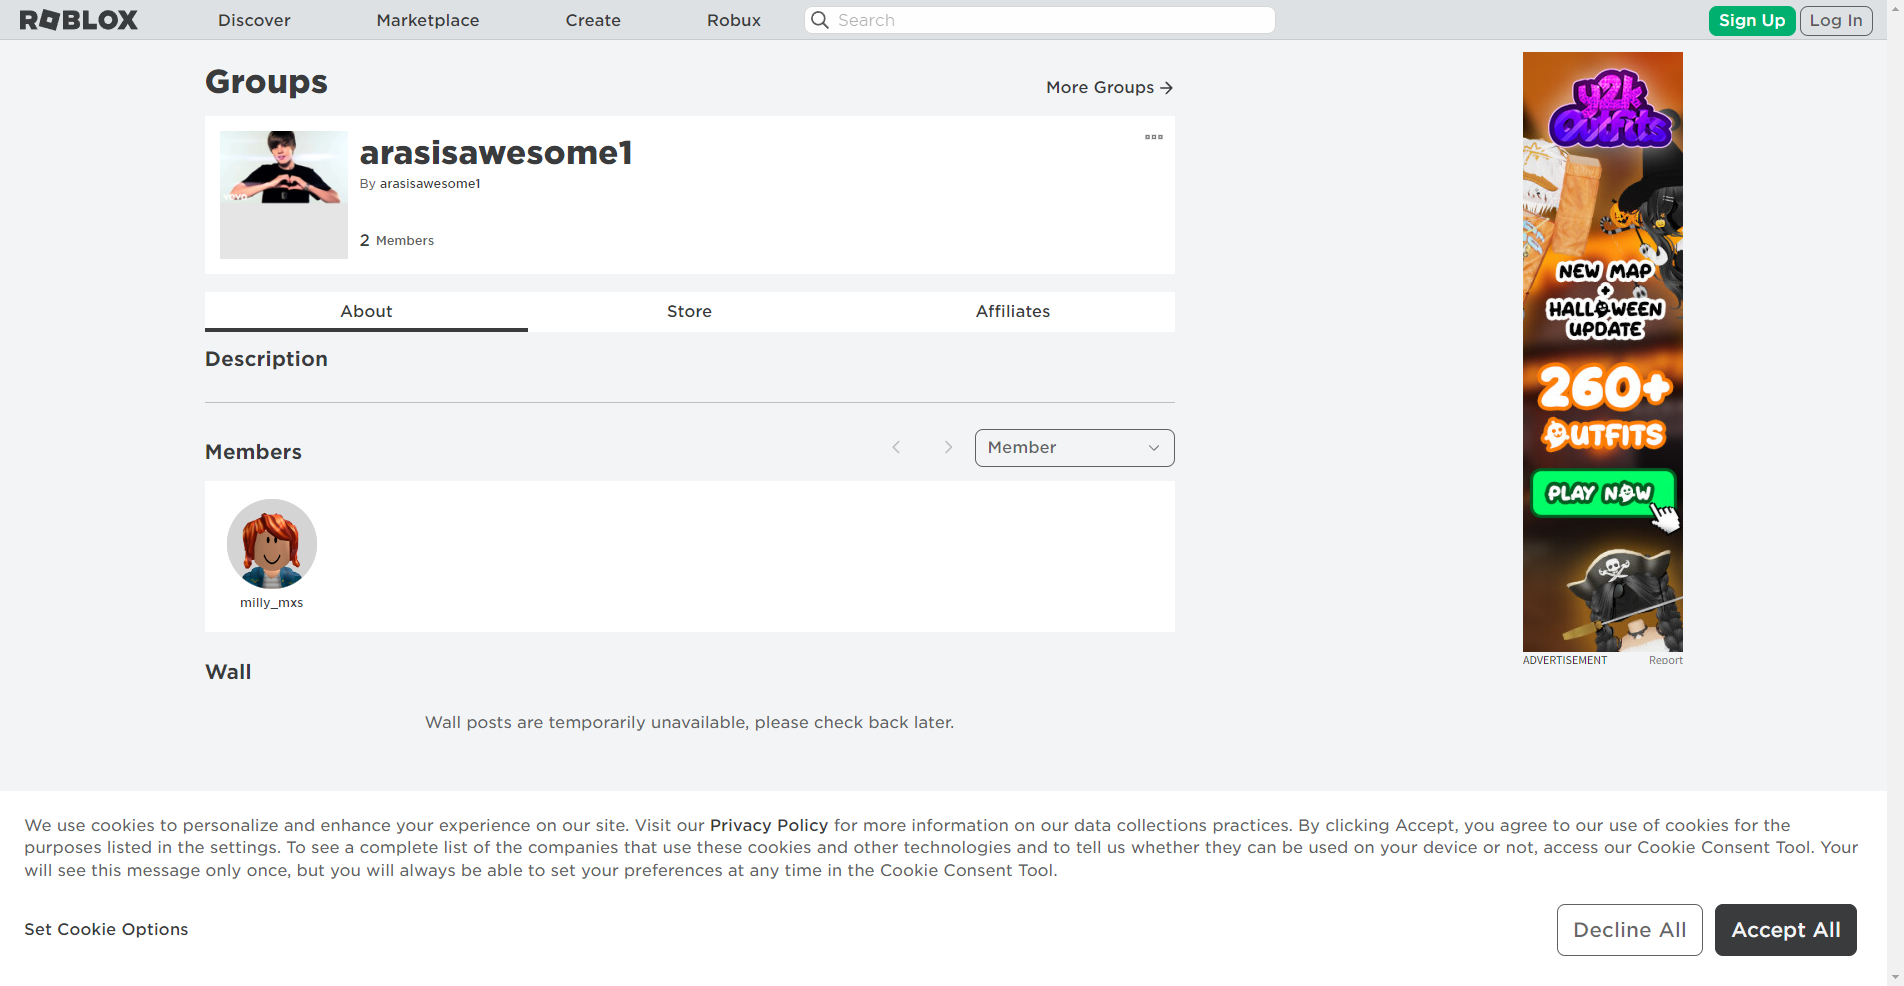 ROBLOX
Discover
Marketplace
Create
Robux
Search
Sign Up
Log In
Groups
More Groups
arasisawesome1
By arasisawesome1
2 Members
About
Store
Affiliates
Description
Members
Member
milly_mxs
Wall
Wall posts are temporarily unavailable, please check back later.
y2k
Outfits
NEW MAP
+
HALLOWEEN
UPDATE
260+
OUTFITS
PLAY NOW
ADVERTISEMENT
Report
We use cookies to personalize and enhance your experience on our site. Visit our Privacy Policy for more information on our data collections practices. By clicking Accept, you agree to our use of cookies for the
purposes listed in the settings. To see a complete list of the companies that use these cookies and other technologies and to tell us whether they can be used on your device or not, access our Cookie Consent Tool. Your
will see this message only once, but you will always be able to set your preferences at any time in the Cookie Consent Tool.
Set Cookie Options
Decline All
Accept All